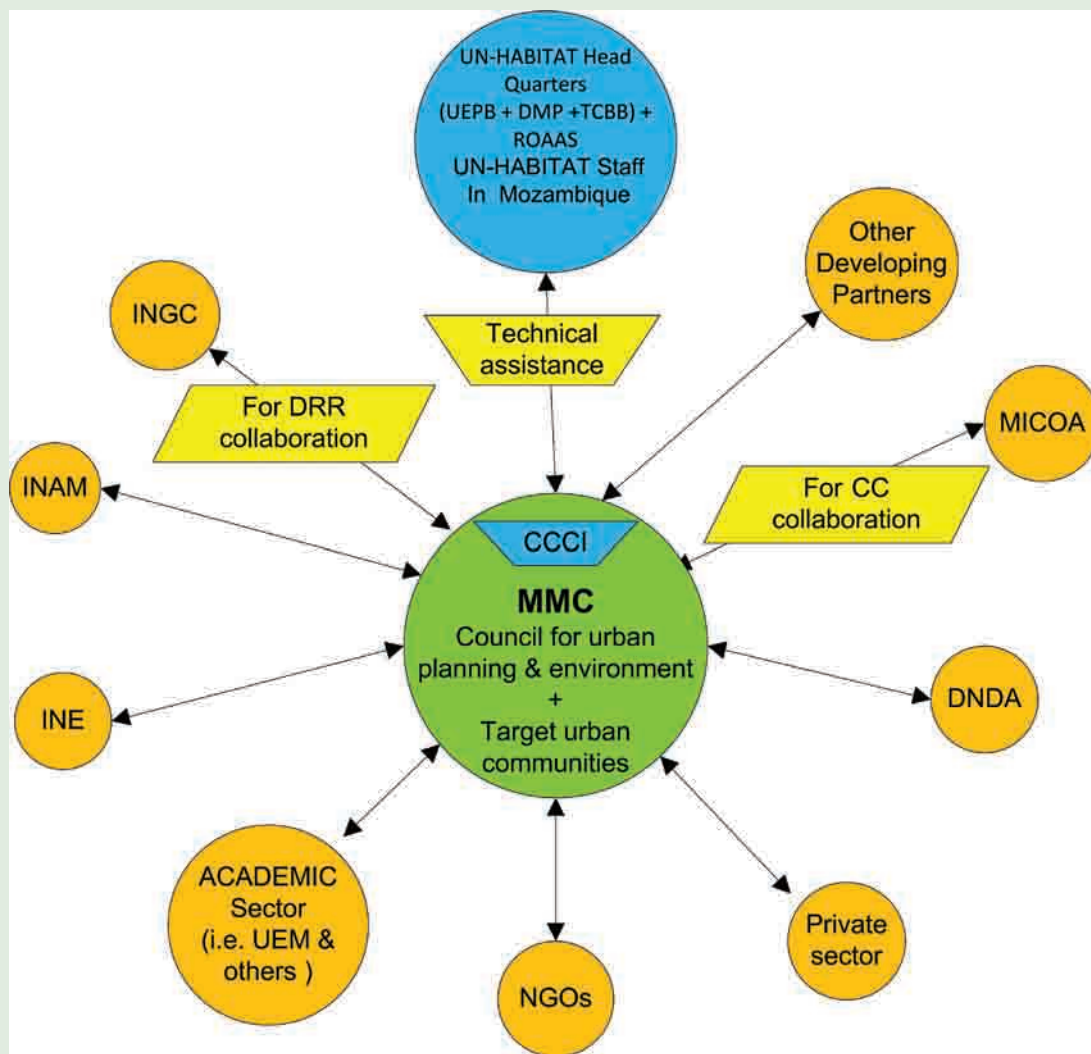 UN-HABITAT Head
Quarters
(UEPB + DMP +TCBB) +
ROAAS
UN-HABITAT Staff
In Mozambique
Other
Developing
Partners
INGC
Technical
assistance
For DRR
collaboration
MICOA
For CC
collaboration
INAM
CCCI
MMC
Council for urban
planning & environment
+
Target urban
communities
INE
DNDA
ACADEMIC
Sector
(i.e. UEM &
others )
Private
sector
NGOs